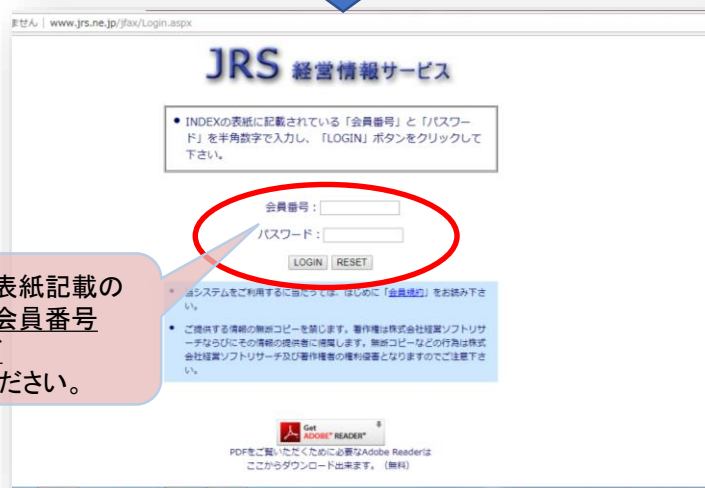 ません | www.jrs.ne.jp/jfax/Login.aspx
JRS 経営情報サービス
● INDEXの表紙に記載されている「会員番号」と「パスワー
ド」を半角数字で入力し、「LOGIN」ボタンをクリックして
下さい。
会員番号：
パスワード：
LOGIN RESET
表紙記載の
会員番号
ださい。
● 当システムをご利用するに当たっては、はじめに「会員規約」をお読み下さ
い。
● ご提供する情報の無断コピーを禁じます。著作権は株式会社経営ソフトリサ
ーチならびにその情報の提供者に帰属します。無断コピーなどの行為は株式
会社経営ソフトリサーチ及び著作権者の権利侵害となりますのでご注意下さ
い。
Get
ADOBE® READER®
PDFをご覧いただくために必要なAdobe Readerは
ここからダウンロード出来ます。（無料）